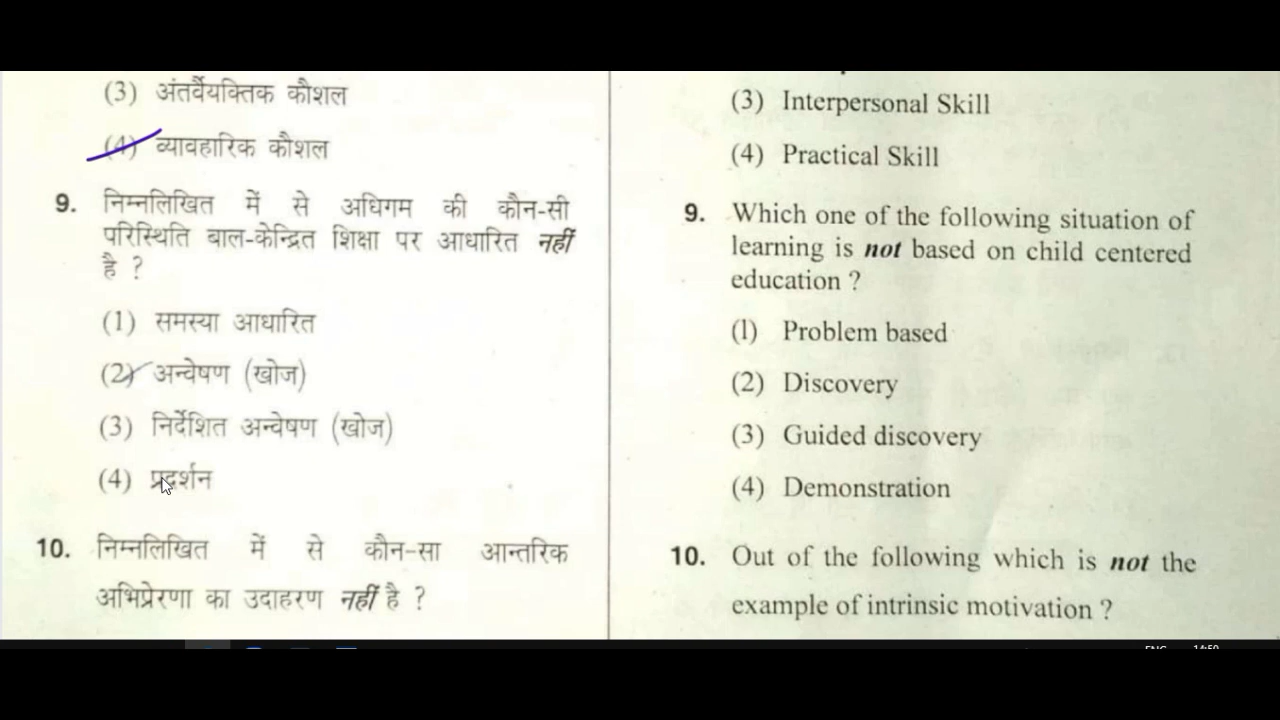 (3) अंतर्वैयक्तिक कौशल
(4) व्यावहारिक कौशल
9. निम्नलिखित में से अधिगम की कौन-सी
परिस्थिति बाल-केन्द्रित शिक्षा पर आधारित नहीं
है ?
(1) समस्या आधारित
(2) अन्वेषण (खोज)
(3) निर्देशित अन्वेषण (खोज)
(4) प्रदर्शन
10. निम्नलिखित में से कौन-सा आन्तरिक
अभिप्रेरणा का उदाहरण नहीं है ?
(3) Interpersonal Skill
(4) Practical Skill
9. Which one of the following situation of
learning is not based on child centered
education ?
(1) Problem based
(2) Discovery
(3) Guided discovery
(4) Demonstration
10. Out of the following which is not the
example of intrinsic motivation ?